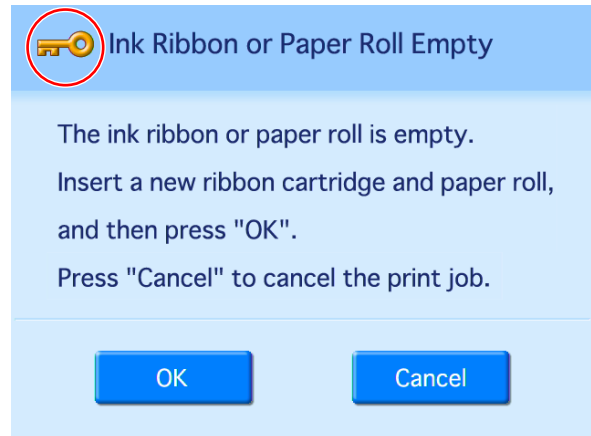 Ink Ribbon or Paper Roll Empty
The ink ribbon or paper roll is empty.
Insert a new ribbon cartridge and paper roll,
and then press "OK".
Press "Cancel" to cancel the print job.
OK
Cancel